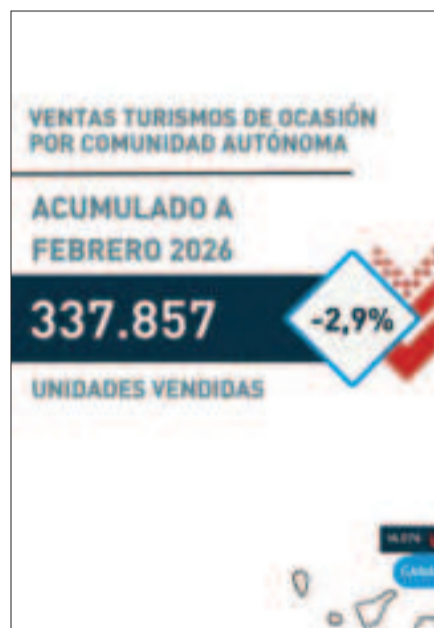 VENTAS TURISMOS DE OCASIÓN
POR COMUNIDAD AUTÓNOMA
ACUMULADO A
FEBRERO 2026
337.857
-2,9%
UNIDADES VENDIDAS